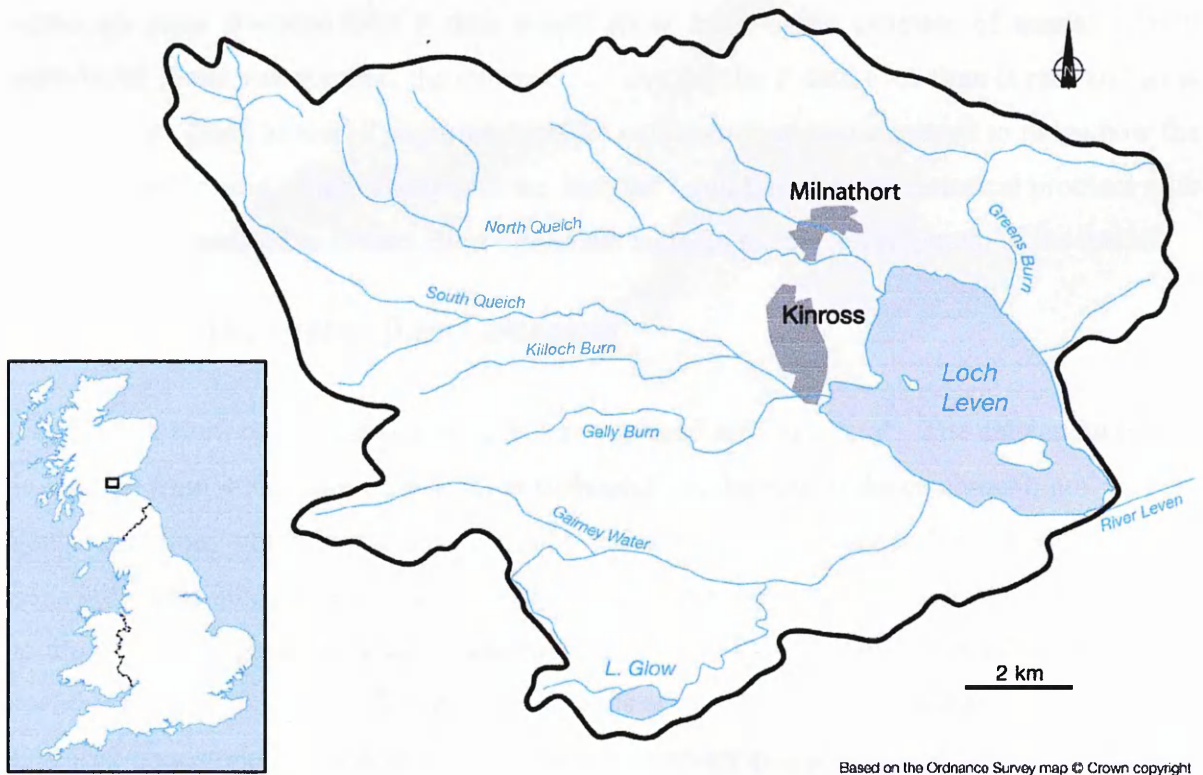 N
Milnathort
Greens Burn
North Queich
South Queich
Kinross
Killoch Burn
Loch
Leven
Gelly Burn
River Leven
Gairney Water
L. Glow
2 km
Based on the Ordnance Survey map © Crown copyright